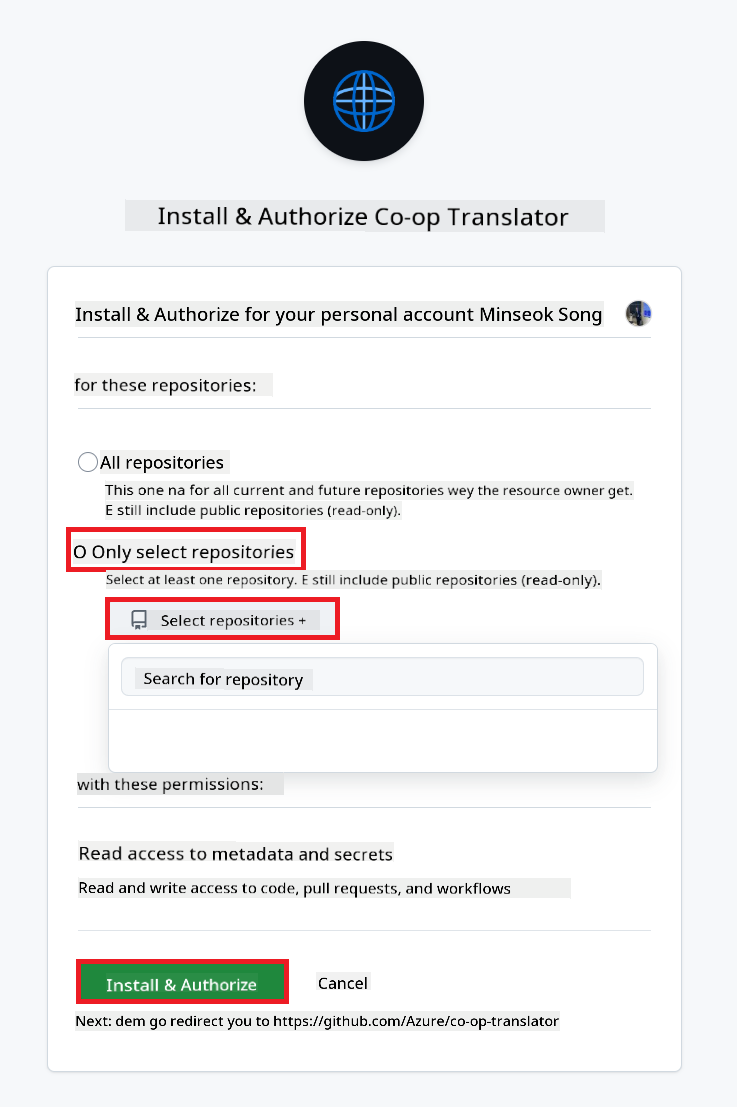 Install & Authorize Co-op Translator
Install & Authorize for your personal account Minseok Song
for these repositories:
All repositories
This one na for all current and future repositories wey the resource owner get.
E still include public repositories (read-only).
O Only select repositories
Select at least one repository. E still include public repositories (read-only).
Select repositories +
Search for repository
with these permissions:
Read access to metadata and secrets
Read and write access to code, pull requests, and workflows
Install & Authorize
Cancel
Next: dem go redirect you to https://github.com/Azure/co-op-translator